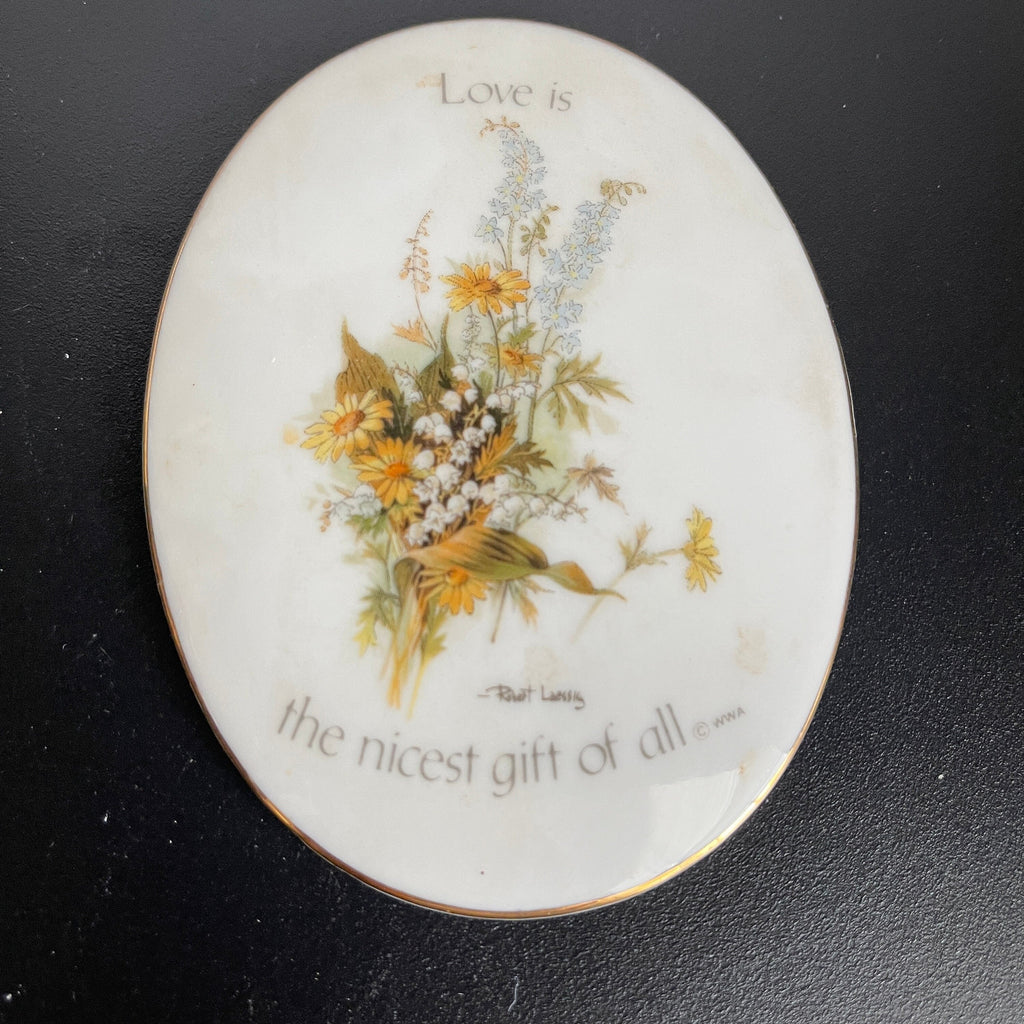 Love is
— Robert Laessig
the nicest gift of all © WWA